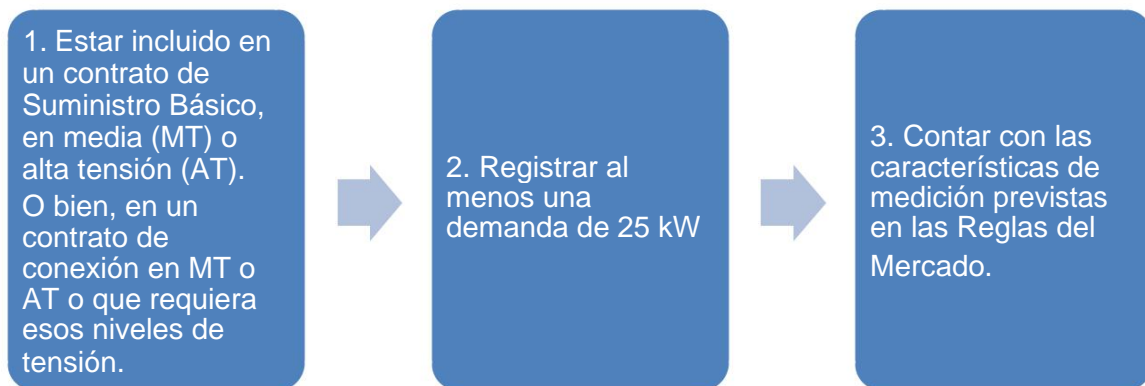 1. Estar incluido en
un contrato de
Suministro Básico,
en media (MT) o
alta tensión (AT).
O bien, en un
contrato de
conexión en MT o
AT o que requiera
esos niveles de
tensión.
2. Registrar al
menos una
demanda de 25 kW
3. Contar con las
características de
medición previstas
en las Reglas del
Mercado.